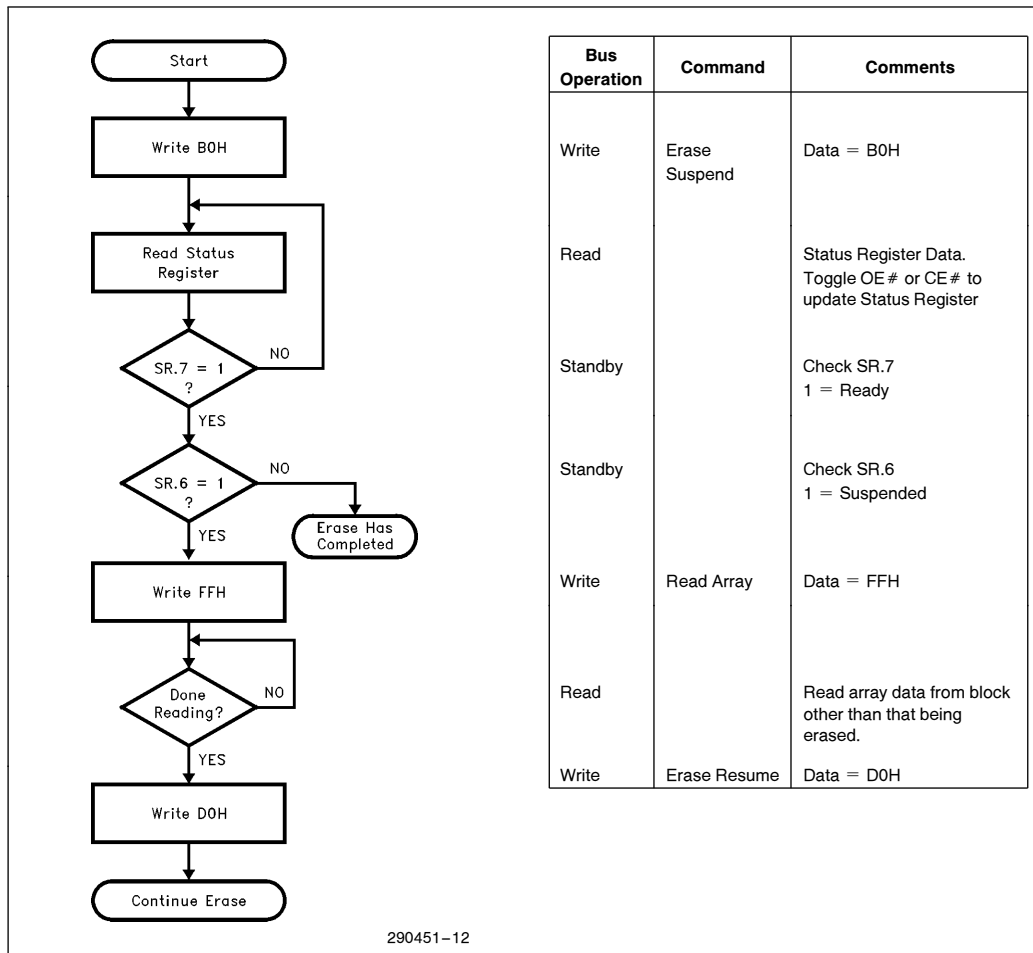 Start
Write B0H
Read Status
Register
SR.7 = 1
?
NO
YES
SR.6 = 1
?
NO
YES
Erase Has
Completed
Write FFH
Done
Reading?
NO
YES
Write D0H
Continue Erase
290451–12
Bus
Operation
Command
Comments
Write
Erase
Suspend
Data = B0H
Read
Status Register Data.
Toggle OE# or CE# to
update Status Register
Standby
Check SR.7
1 = Ready
Standby
Check SR.6
1 = Suspended
Write
Read Array
Data = FFH
Read
Read array data from block
other than that being
erased.
Write
Erase Resume
Data = D0H